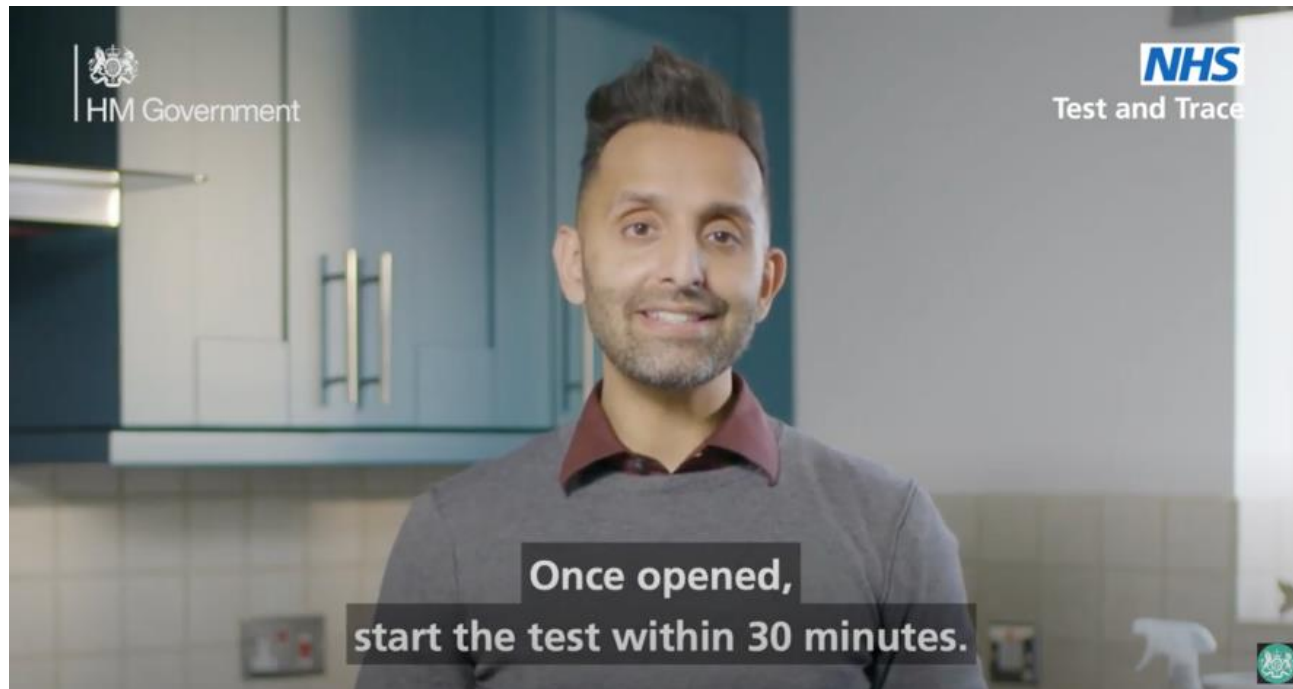 HM Government
NHS
Test and Trace
Once opened,
start the test within 30 minutes.